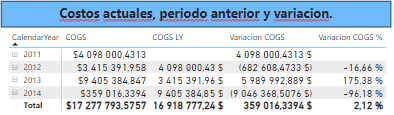 Costos actuales, periodo anterior y variacion.
CalendarYear COGS COGS LY Variacion COGS Variacion COGS %
2011 $4 098 000,4313 4 098 000,4313 $
2012 $3 415 391,958 4 098 000,43 $ (682 608,4733 $) -16,66 %
2013 $9 405 384,847 3 415 391,96 $ 5 989 992,889 $ 175,38 %
2014 $359 016,3394 9 404 384,85 $ (9 046 368,5076 $) -96,18 %
Total $17 277 793,5757 16 918 777,24 $ 359 016,3394 $ 2,12 %